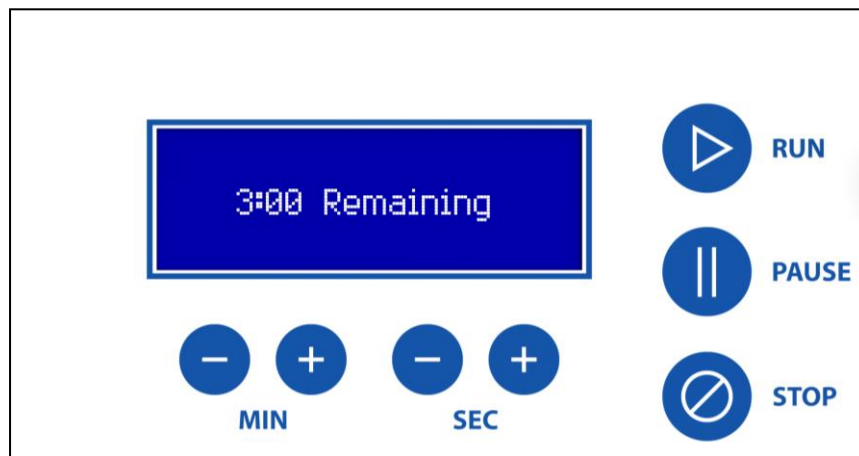 3:00 Remaining
RUN
PAUSE
STOP
MIN
SEC